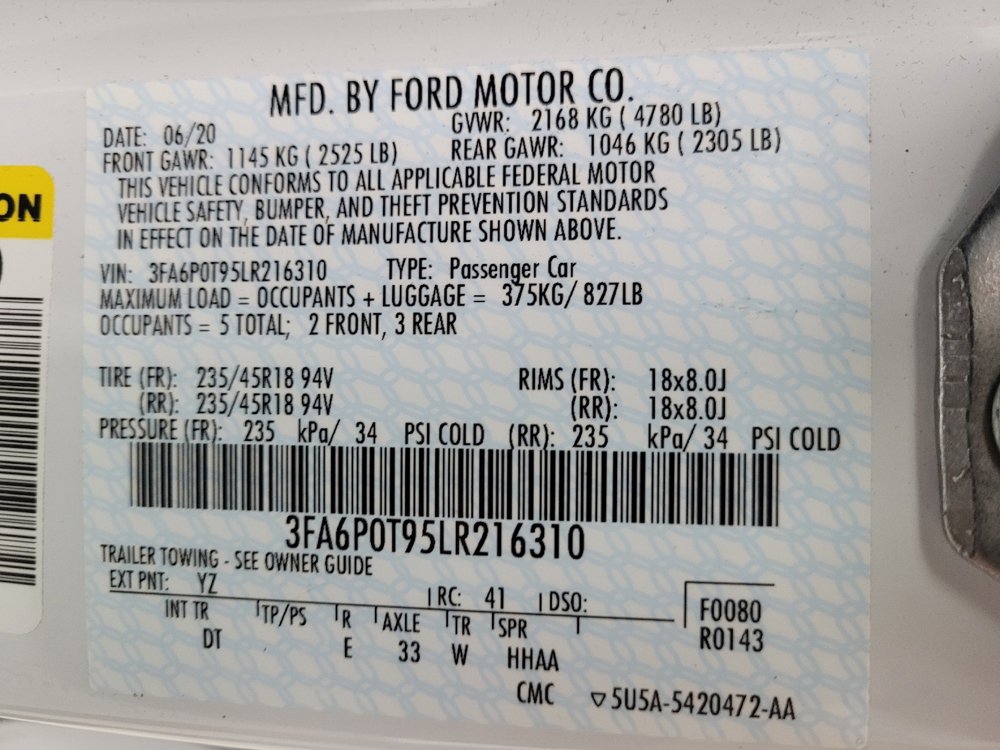 MFD. BY FORD MOTOR CO.
DATE: 06/20 GVWR: 2168 KG ( 4780 LB)
FRONT GAWR: 1145 KG ( 2525 LB) REAR GAWR: 1046 KG ( 2305 LB)
THIS VEHICLE CONFORMS TO ALL APPLICABLE FEDERAL MOTOR
VEHICLE SAFETY, BUMPER, AND THEFT PREVENTION STANDARDS
IN EFFECT ON THE DATE OF MANUFACTURE SHOWN ABOVE.
VIN: 3FA6P0T95LR216310 TYPE: Passenger Car
MAXIMUM LOAD = OCCUPANTS + LUGGAGE = 375KG/ 827LB
OCCUPANTS = 5 TOTAL; 2 FRONT, 3 REAR
TIRE (FR): 235/45R18 94V RIMS (FR): 18x8.0J
(RR): 235/45R18 94V (RR): 18x8.0J
PRESSURE (FR): 235 kPa/ 34 PSI COLD (RR): 235 kPa/ 34 PSI COLD
3FA6P0T95LR216310
TRAILER TOWING - SEE OWNER GUIDE
EXT PNT: YZ RC: 41 DSO: F0080
INT TR TP/PS R AXLE TR SPR R0143
DT E 33 W HHAA
CMC ▽5U5A-5420472-AA
ON